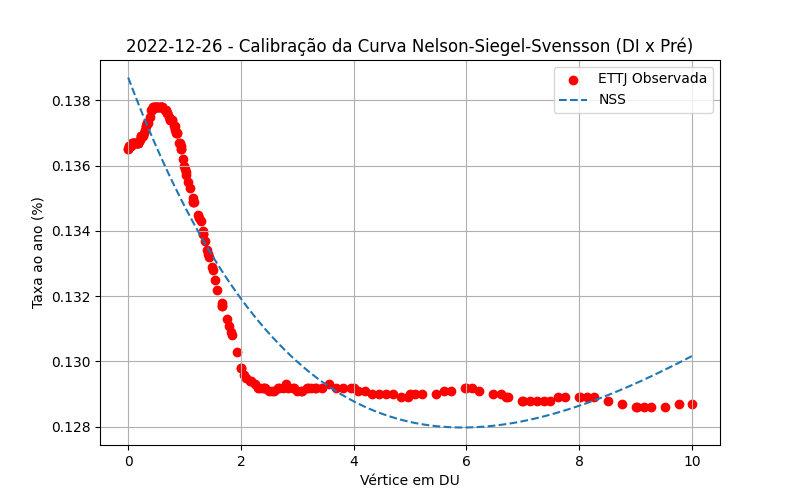 2022-12-26 - Calibração da Curva Nelson-Siegel-Svensson (DI x Pré)
ETTJ Observada
NSS
Taxa ao ano (%)
0.138
0.136
0.134
0.132
0.130
0.128
0 2 4 6 8 10
Vértice em DU